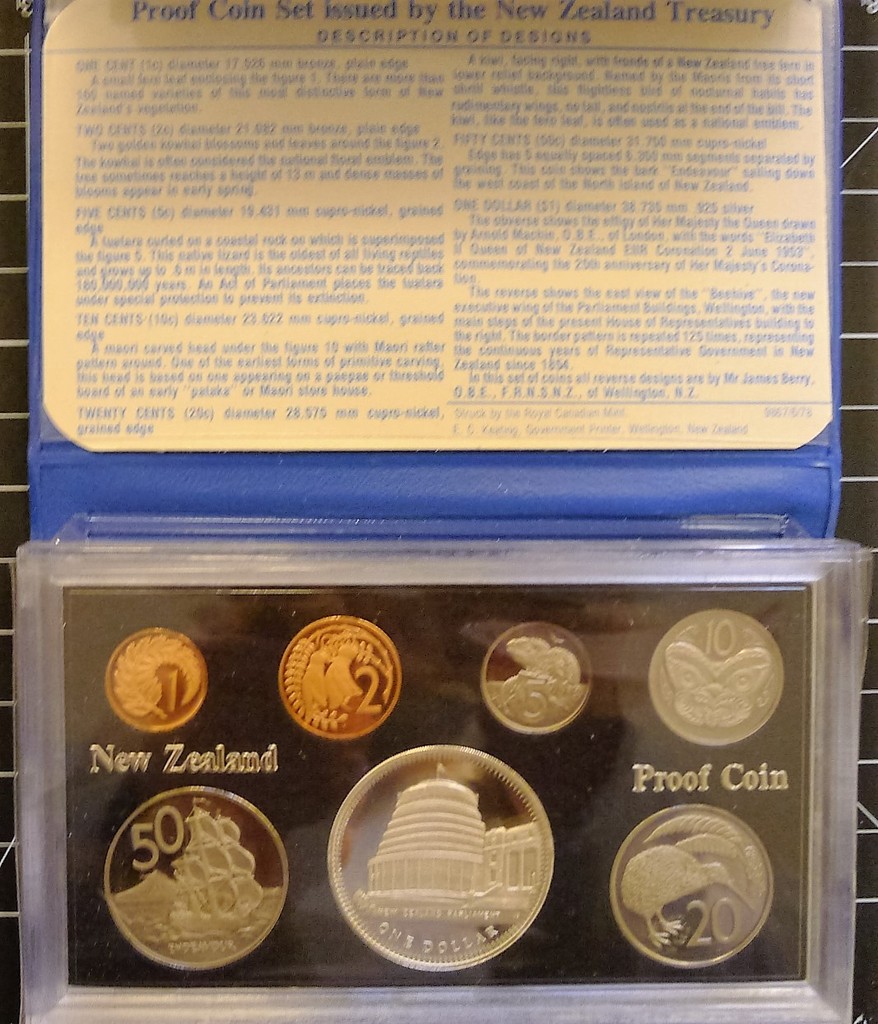 Proof Coin Set issued by the New Zealand Treasury
DESCRIPTION OF DESIGNS
ONE CENT (1c) diameter 17.526 mm bronze, plain edge
A small fern leaf enclosing the figure 1. There are more than
100 named varieties of this most distinctive form of New
Zealand's vegetation.
TWO CENTS (2c) diameter 21.082 mm bronze, plain edge
Two golden kowhai blossoms and leaves around the figure 2.
The kowhai is often considered the national floral emblem. The
tree sometimes reaches a height of 13 m and dense masses of
blooms appear in early spring.
FIVE CENTS (5c) diameter 19.431 mm cupro-nickel, grained
edge
A tuatara curled on a coastal rock on which is superimposed
the figure 5. This native lizard is the oldest of all living reptiles
and grows up to .6 m in length. Its ancestors can be traced back
180,000,000 years. An Act of Parliament places the tuatara
under special protection to prevent its extinction.
TEN CENTS (10c) diameter 23.622 mm cupro-nickel, grained
edge
A maori carved head under the figure 10 with Maori rafter
pattern around. One of the earliest forms of primitive carving,
this head is based on one appearing on a paepae or threshold
board of an early "pataka" or Maori store house.
TWENTY CENTS (20c) diameter 28.575 mm cupro-nickel,
grained edge
A kiwi, facing right, with fronds of a New Zealand tree fern in
lower relief background. Named by the Maoris from its short
shrill whistle, this flightless bird of nocturnal habits has
rudimentary wings, no tail, and nostrils at the end of the bill. The
kiwi, like the fern leaf, is often used as a national emblem.
FIFTY CENTS (50c) diameter 31.750 mm cupro-nickel
Edge has 5 equally spaced 6.350 mm segments separated by
graining. This coin shows the bark "Endeavour" sailing down
the west coast of the North Island of New Zealand.
ONE DOLLAR ($1) diameter 38.735 mm .925 silver
The obverse shows the effigy of Her Majesty the Queen drawn
by Arnold Machin, O.B.E., of London, with the words "Elizabeth
II Queen of New Zealand EIIR Coronation 2 June 1953",
commemorating the 25th anniversary of Her Majesty's Corona-
tion.
The reverse shows the east view of the "Beehive", the new
executive wing of the Parliament Buildings, Wellington, with the
main steps of the present House of Representatives building to
the right. The border pattern is repeated 125 times, representing
the continuous years of Representative Government in New
Zealand since 1854.
In this set of coins all reverse designs are by Mr James Berry,
O.B.E., F.R.N.S.N.Z., of Wellington, N.Z.
Struck by the Royal Canadian Mint
E. C. Keating, Government Printer, Wellington, New Zealand
1
2
5
10
New Zealand
Proof Coin
50
ENDEAVOUR
NEW ZEALAND PARLIAMENT
ONE DOLLAR
20